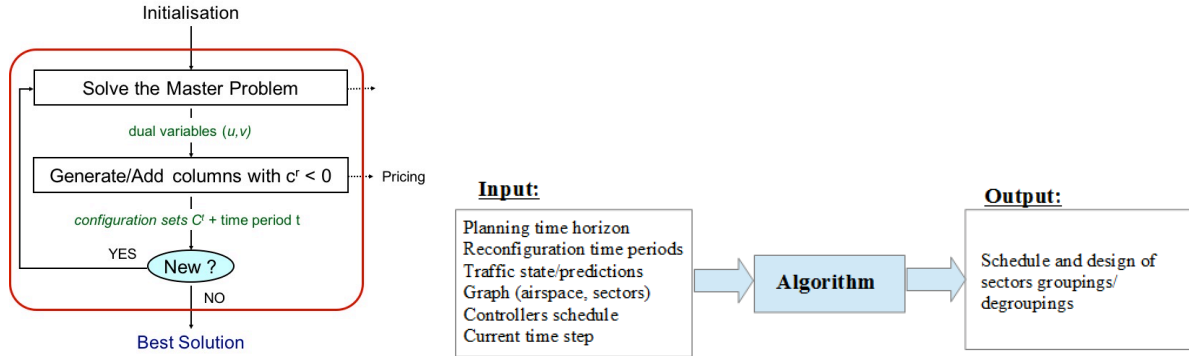 Initialisation
Solve the Master Problem
dual variables (u,v)
Generate/Add columns with cʳ < 0
Pricing
configuration sets Cᵗ + time period t
YES
New ?
NO
Best Solution
Input:
Planning time horizon
Reconfiguration time periods
Traffic state/predictions
Graph (airspace, sectors)
Controllers schedule
Current time step
Algorithm
Output:
Schedule and design of
sectors groupings/
degroupings